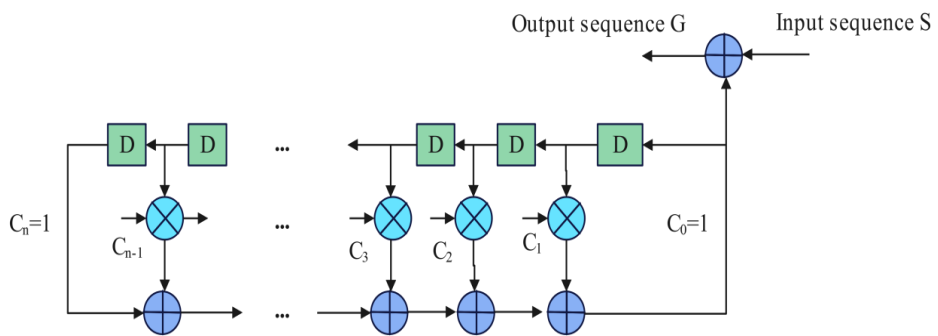 Output sequence G Input sequence S
D D ... D D D
Cₙ=1 Cₙ₋₁ ... C₃ C₂ C₁ C₀=1
...